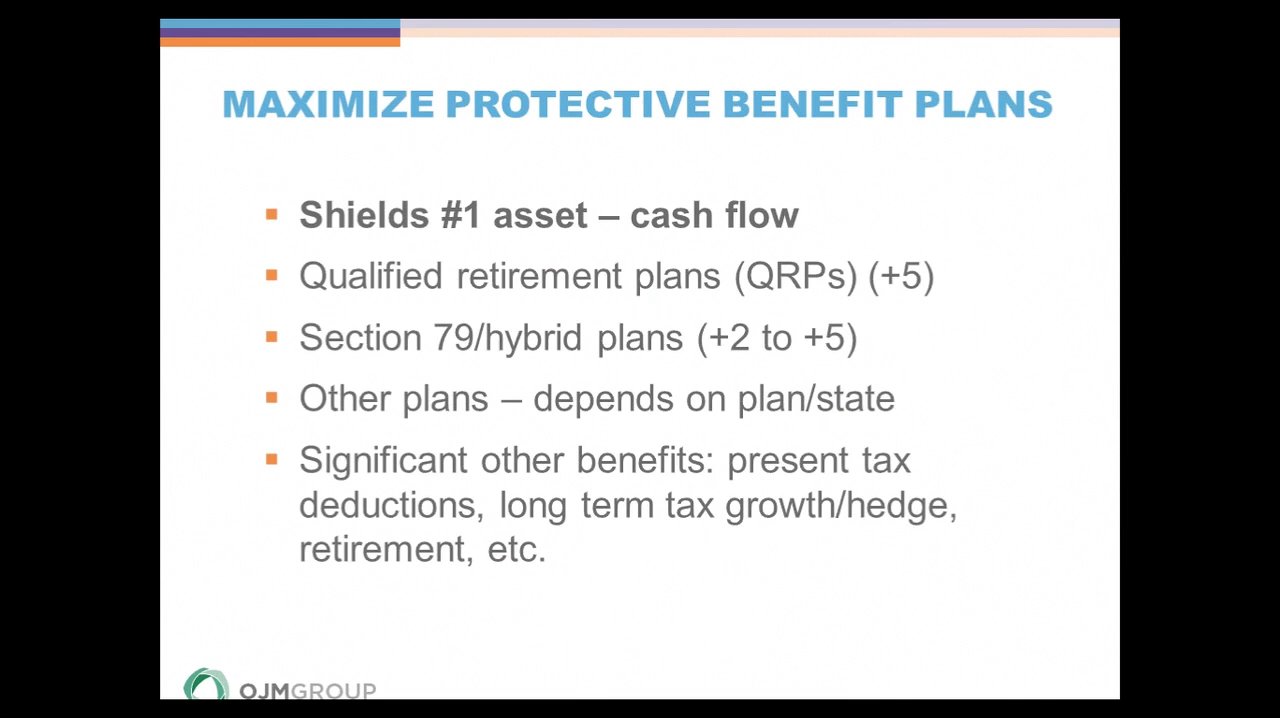 MAXIMIZE PROTECTIVE BENEFIT PLANS
Shields #1 asset – cash flow
Qualified retirement plans (QRPs) (+5)
Section 79/hybrid plans (+2 to +5)
Other plans – depends on plan/state
Significant other benefits: present tax
deductions, long term tax growth/hedge,
retirement, etc.
OJMGROUP